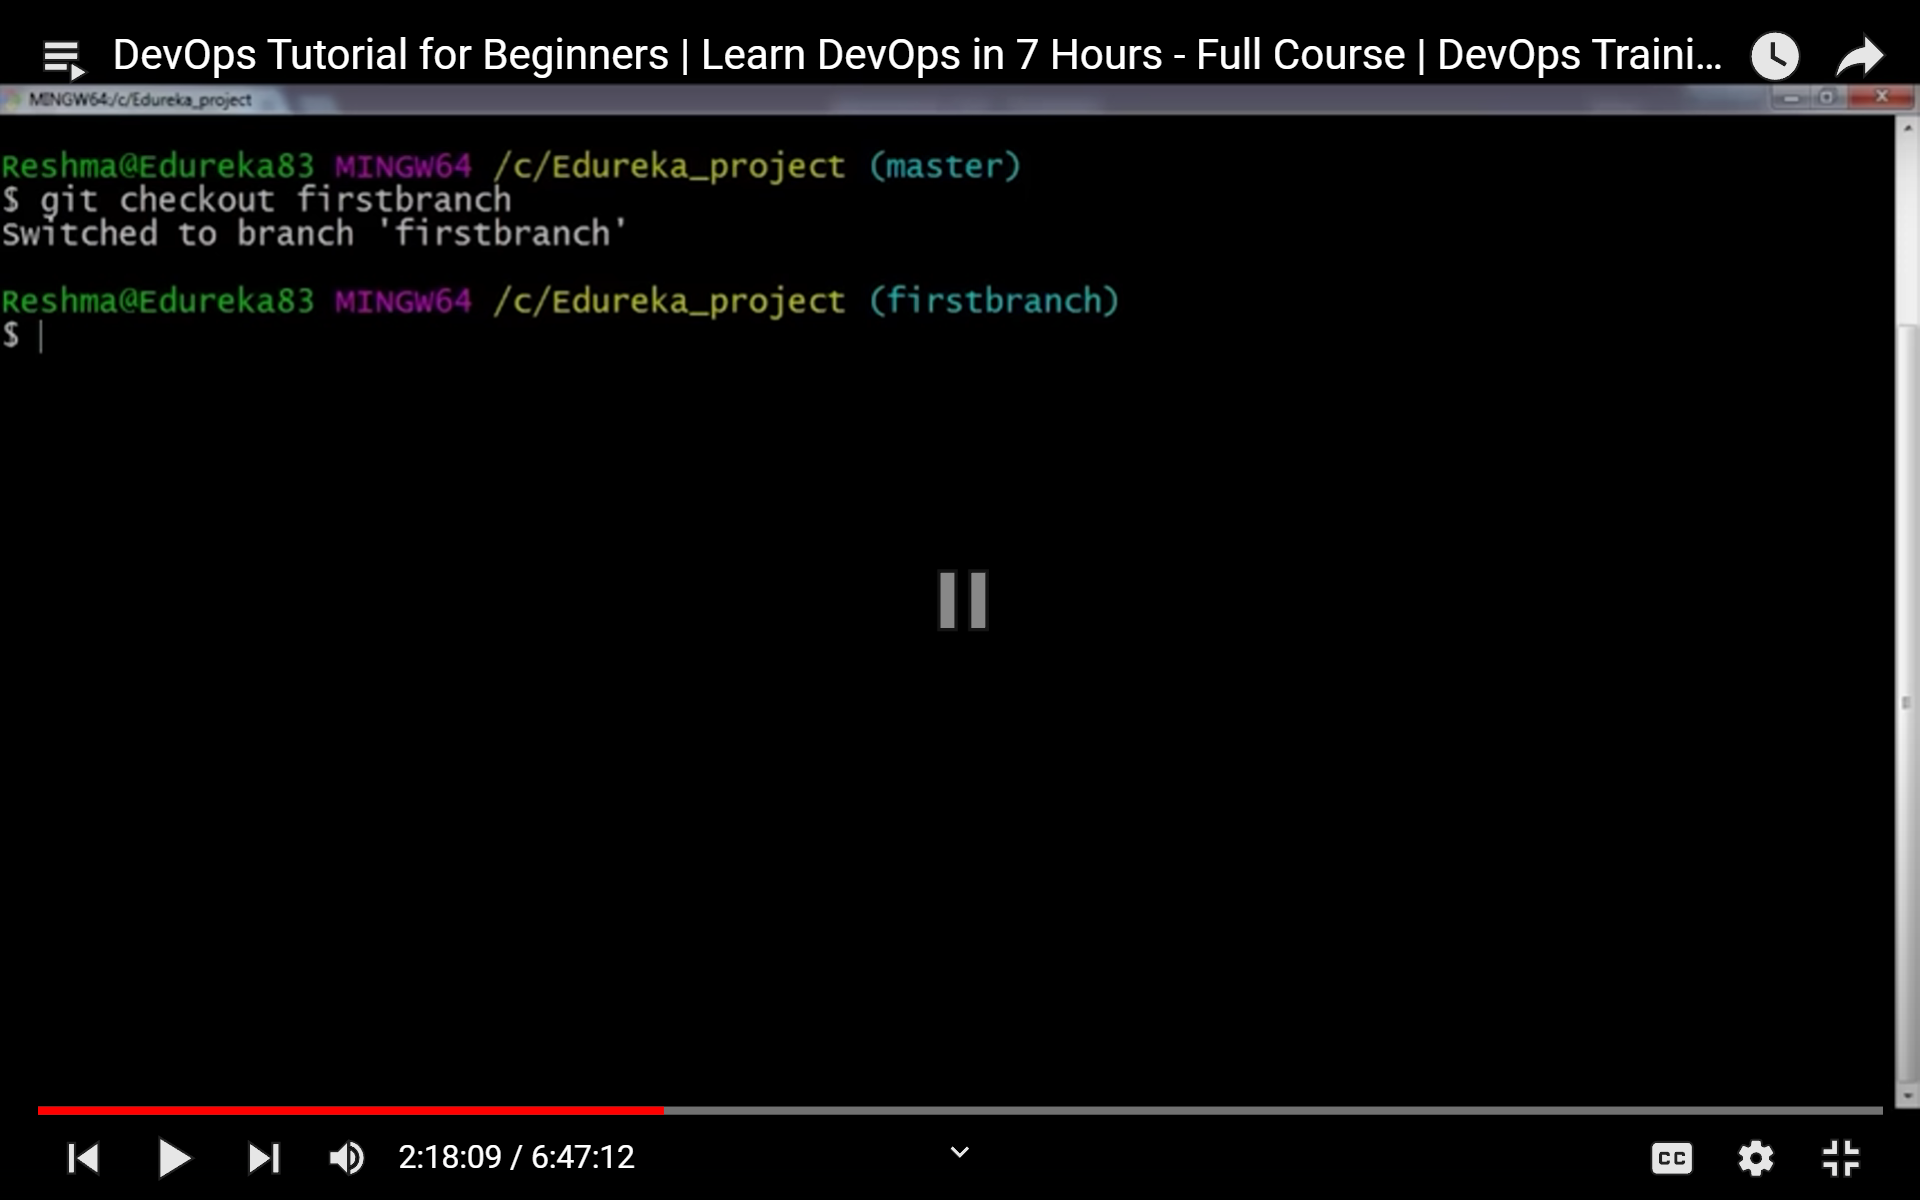 DevOps Tutorial for Beginners | Learn DevOps in 7 Hours - Full Course | DevOps Traini...
MINGW64:/c/Edureka_project
Reshma@Edureka83 MINGW64 /c/Edureka_project (master)
$ git checkout firstbranch
Switched to branch 'firstbranch'
Reshma@Edureka83 MINGW64 /c/Edureka_project (firstbranch)
$
2:18:09 / 6:47:12
CC